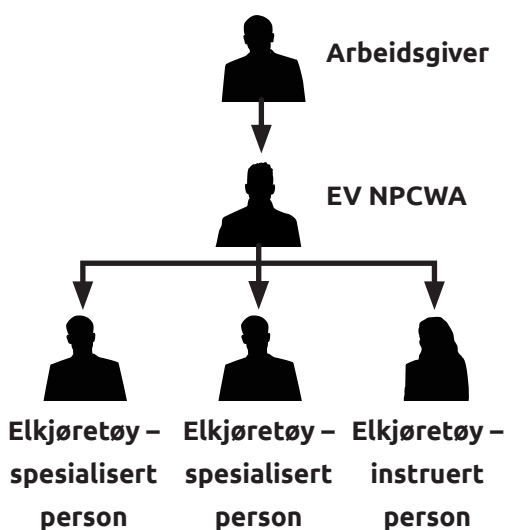 Arbeidsgiver
EV NPCWA
Elkjøretøy –
spesialisert
person
Elkjøretøy –
spesialisert
person
Elkjøretøy –
instruert
person